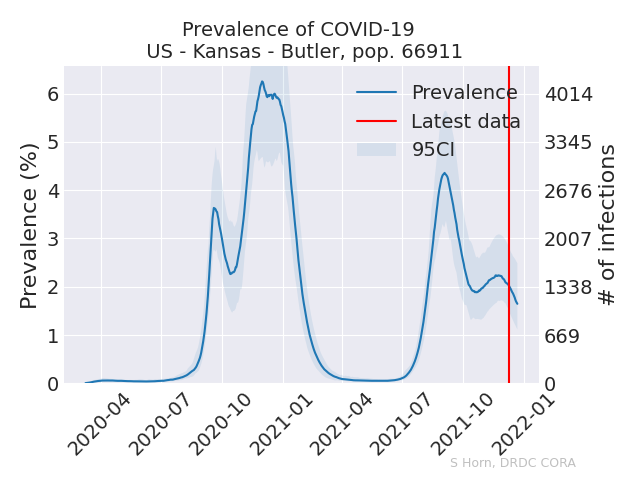 Prevalence of COVID-19
US - Kansas - Butler, pop. 66911
Prevalence
Latest data
95CI
Prevalence (%)
6
5
4
3
2
1
0
4014
3345
2676
2007
1338
669
0
# of infections
2020-04
2020-07
2020-10
2021-01
2021-04
2021-07
2021-10
2022-01
S Horn, DRDC CORA